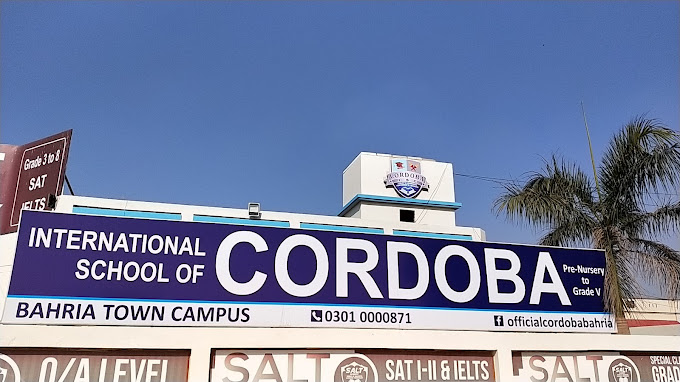 Grade 3 to 8
SAT
IELTS
CORDOBA
INTERNATIONAL
SCHOOL OF
CORDOBA
Pre-Nursery
to
Grade V
BAHRIA TOWN CAMPUS
0301 0000871
officialcordobabahria
O/A LEVEL
SALT
SALT
SAT I-II & IELTS
SALT
SPECIAL
GRAD